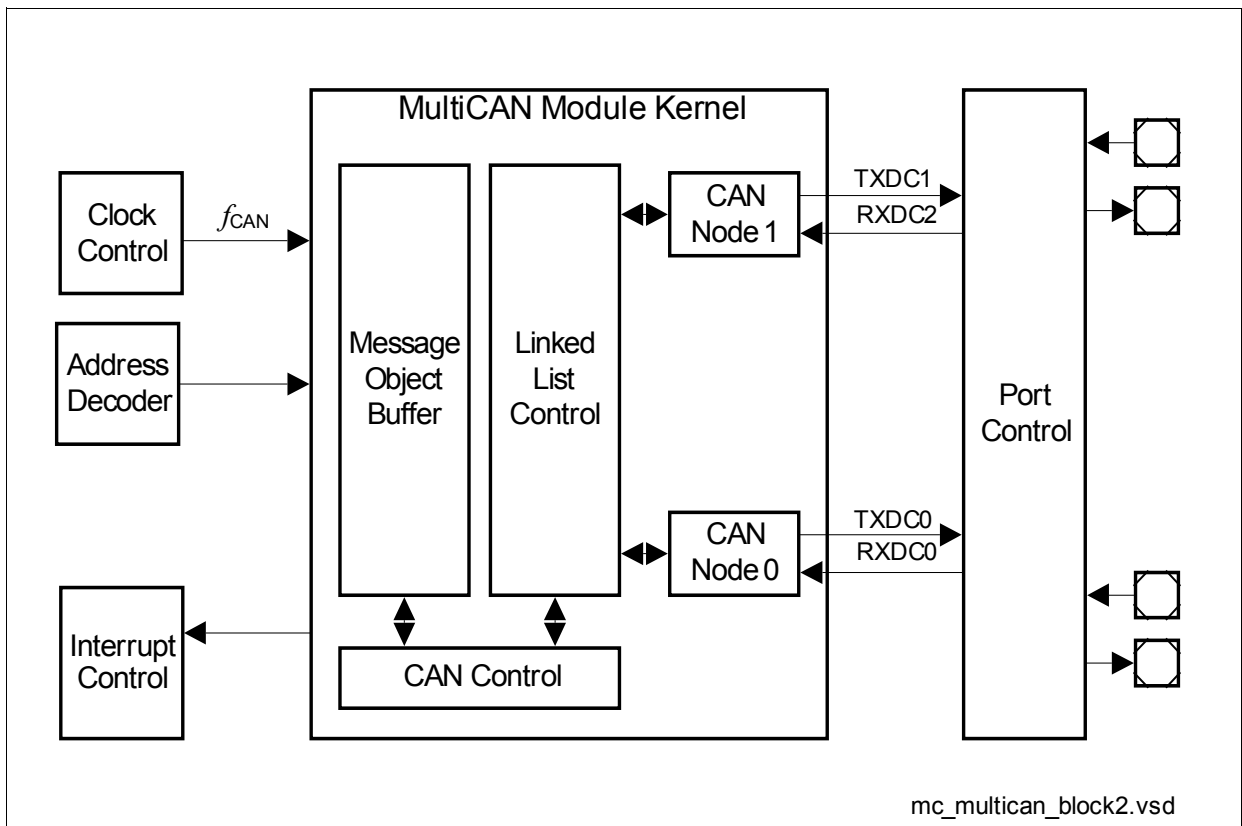 MultiCAN Module Kernel
Clock
Control
fCAN
Address
Decoder
Interrupt
Control
Message
Object
Buffer
Linked
List
Control
CAN Control
CAN
Node 1
TXDC1
RXDC2
CAN
Node 0
TXDC0
RXDC0
Port
Control
mc_multican_block2.vsd